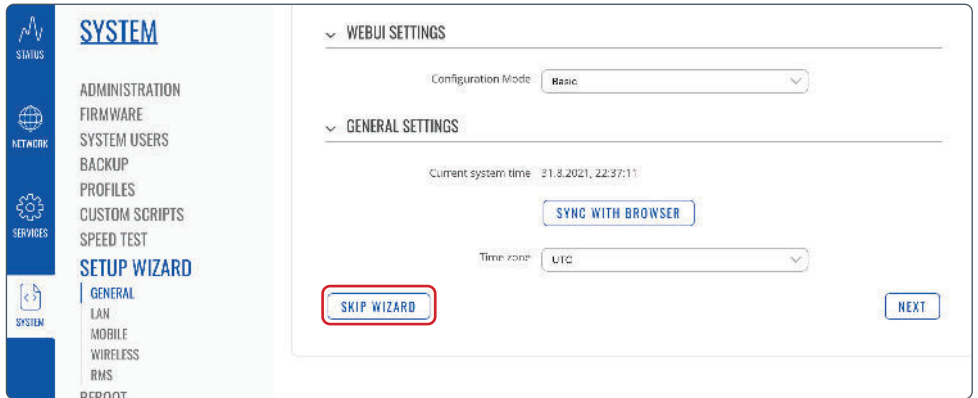 STATUS
NETWORK
SERVICES
SYSTEM
SYSTEM
ADMINISTRATION
FIRMWARE
SYSTEM USERS
BACKUP
PROFILES
CUSTOM SCRIPTS
SPEED TEST
SETUP WIZARD
GENERAL
LAN
MOBILE
WIRELESS
RMS
REBOOT
WEBUI SETTINGS
Configuration Mode Basic
GENERAL SETTINGS
Current system time 31.8.2021, 22:37:11
SYNC WITH BROWSER
Time zone UTC
SKIP WIZARD NEXT